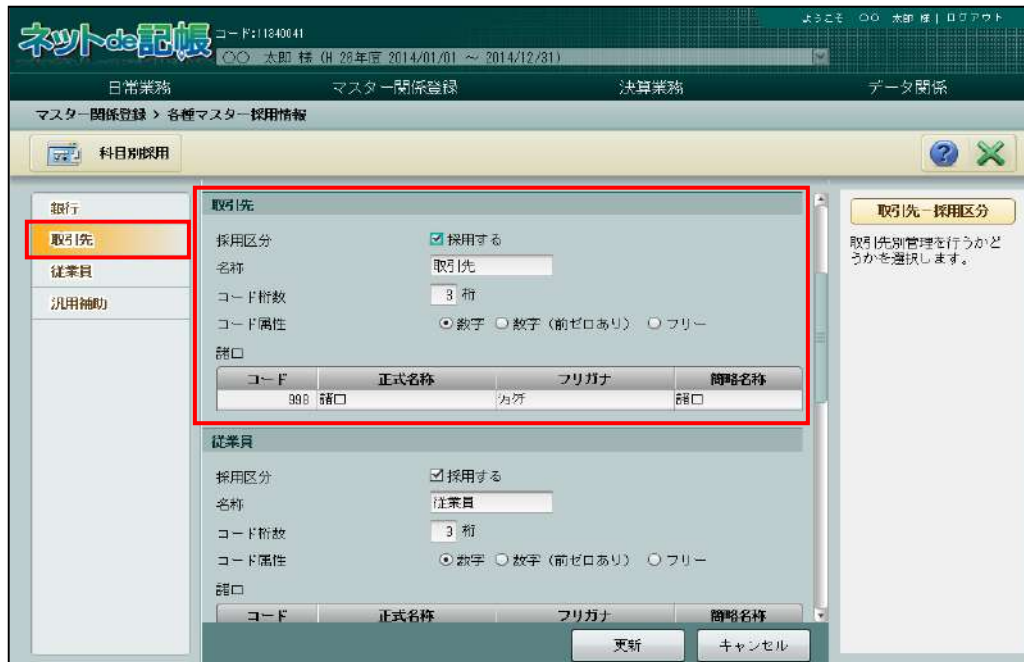 ネットde記帳
コード:11840041
〇〇 太郎 様 (H 26年度 2014/01/01 ～ 2014/12/31)
ようこそ 〇〇 太郎 様 | ログアウト
日常業務 マスター関係登録 決算業務 データ関係
マスター関係登録 > 各種マスター採用情報
科目別採用
銀行
取引先
従業員
汎用補助
取引先
採用区分 採用する
名称 取引先
コード桁数 3 桁
コード属性 数字 数字（前ゼロあり） フリー
諸口
コード 正式名称 フリガナ 簡略名称
998 諸口 ｼｮｸﾁ 諸口
従業員
採用区分 採用する
名称 従業員
コード桁数 3 桁
コード属性 数字 数字（前ゼロあり） フリー
諸口
コード 正式名称 フリガナ 簡略名称
更新 キャンセル
取引先－採用区分
取引先別管理を行うかど
うかを選択します。